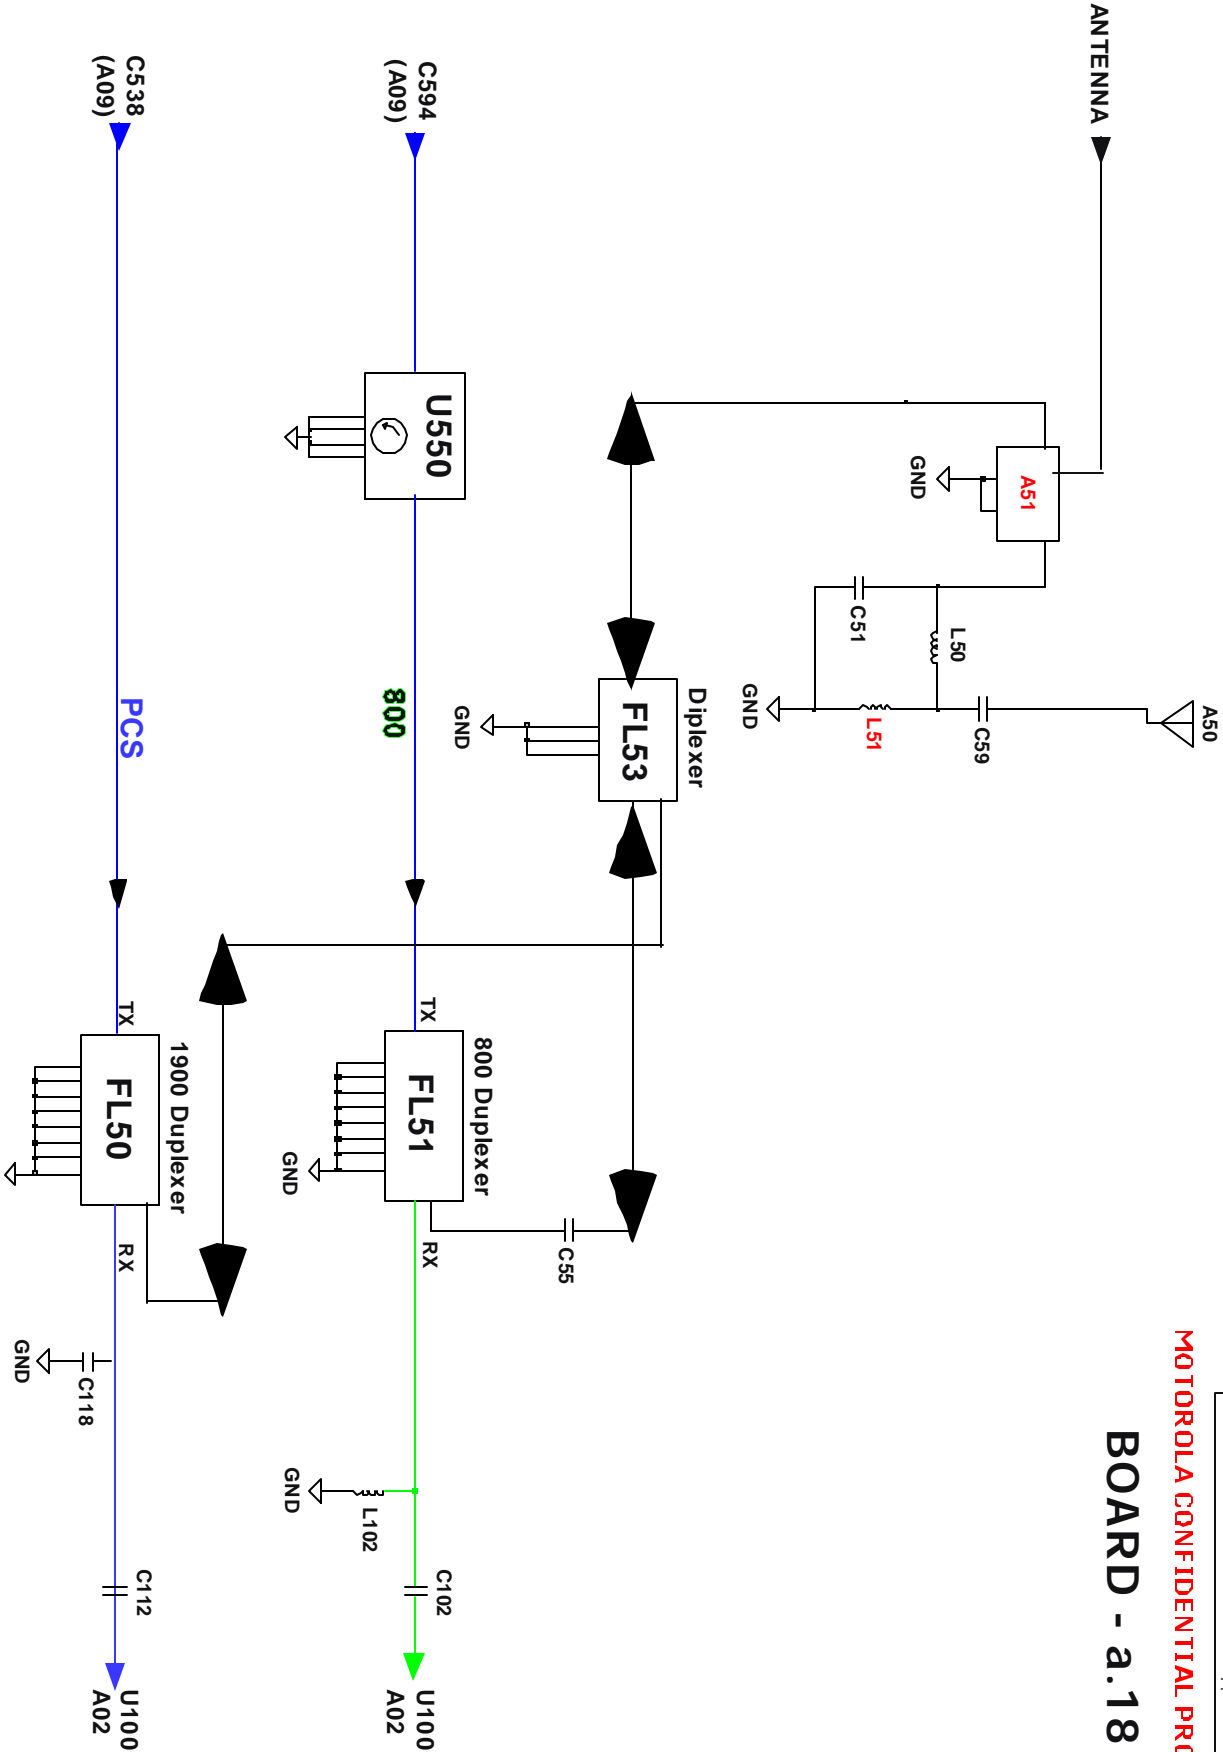 MOTOROLA CONFIDENTIAL PRO
BOARD - a.18
ANTENNA
A50
A51
GND
C51
L50
C59
L51
GND
Diplexer
FL53
GND
C594
(A09)
U550
800
TX
800 Duplexer
FL51
GND
RX
C55
L102
GND
C102
U100
A02
C538
(A09)
PCS
TX
1900 Duplexer
FL50
RX
C118
GND
C112
U100
A02